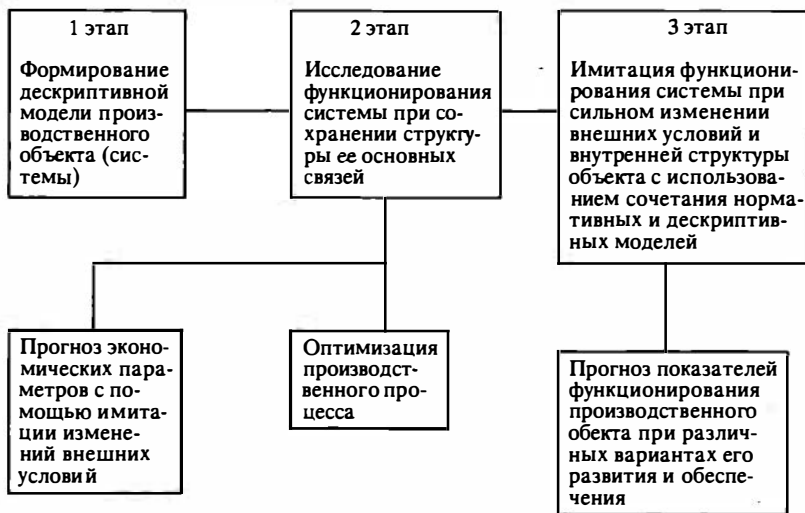 1 этап
Формирование
дескриптивной
модели произ-
водственного
объекта (сис-
темы)
2 этап
Исследование
функционирования
системы при со-
хранении структу-
ры ее основных
связей
3 этап
Имитация функциони-
рования системы при
сильном изменении
внешних условий и
внутренней структуры
объекта с использова-
нием сочетания норма-
тивных и дескриптив-
ных моделей
Прогноз эконо-
мических пара-
метров с по-
мощью имита-
ции измене-
ний внешних
условий
Оптимизация
производст-
венного про-
цесса
Прогноз показателей
функционирования
производственного
обекта при различ-
ных вариантах его
развития и обеспе-
чения